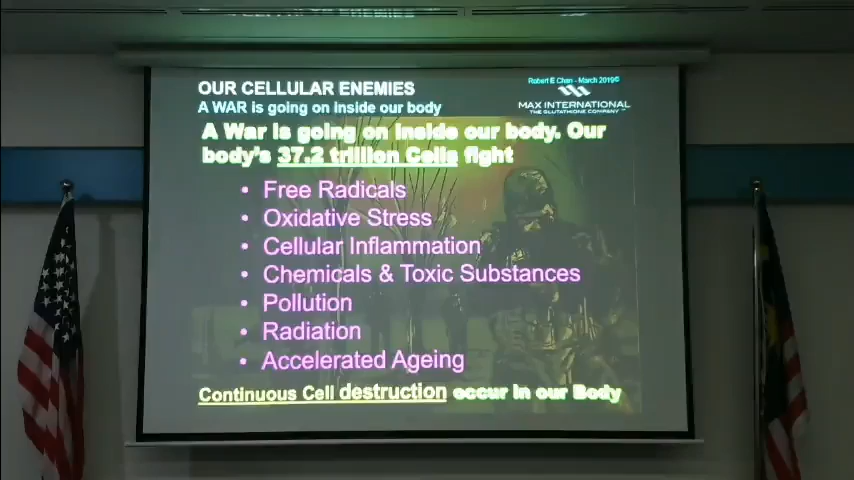 OUR CELLULAR ENEMIES
A WAR is going on inside our body
Robert E Chan - March 2019©
MAX INTERNATIONAL
THE GLUTATHIONE COMPANY
A War is going on inside our body. Our
body's 37.2 trillion Cells fight
• Free Radicals
• Oxidative Stress
• Cellular Inflammation
• Chemicals & Toxic Substances
• Pollution
• Radiation
• Accelerated Ageing
Continuous Cell destruction occur in our Body